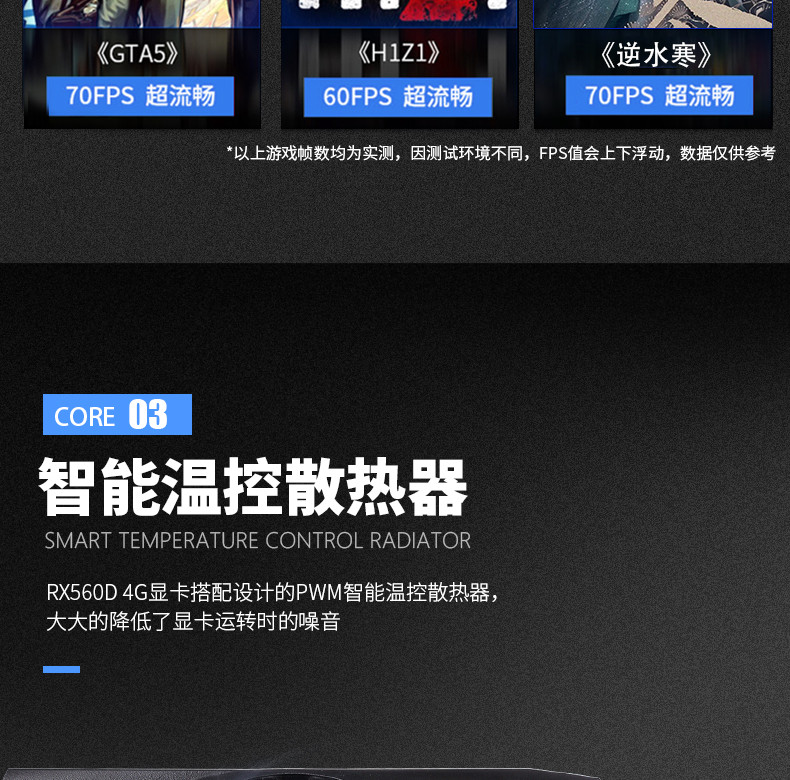 《GTA5》
《H1Z1》
《逆水寒》
70FPS 超流畅
60FPS 超流畅
70FPS 超流畅
*以上游戏帧数均为实测，因测试环境不同，FPS值会上下浮动，数据仅供参考
CORE 03
智能温控散热器
SMART TEMPERATURE CONTROL RADIATOR
RX560D 4G显卡搭配设计的PWM智能温控散热器，
大大的降低了显卡运转时的噪音